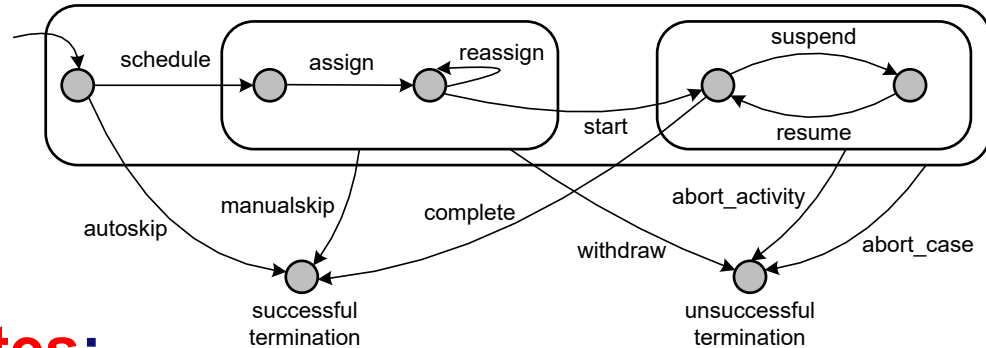 suspend
reassign
schedule
assign
start
resume
manualskip
abort_activity
complete
autoskip
withdraw
abort_case
successful
termination
unsuccessful
termination